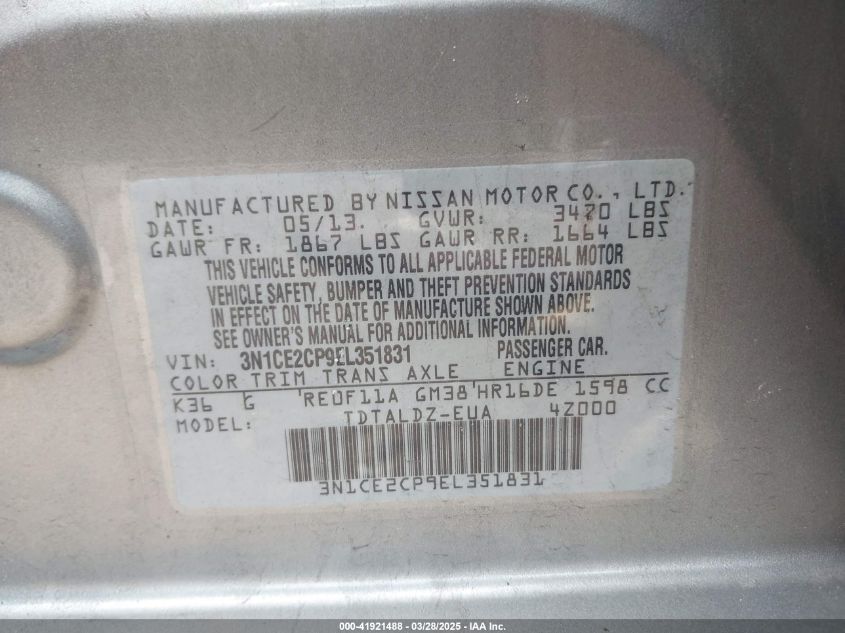 MANUFACTURED BY NISSAN MOTOR CO., LTD.
DATE: 05/13. GVWR: 3470 LBS
GAWR FR: 1867 LBS GAWR RR: 1664 LBS
THIS VEHICLE CONFORMS TO ALL APPLICABLE FEDERAL MOTOR
VEHICLE SAFETY, BUMPER AND THEFT PREVENTION STANDARDS
IN EFFECT ON THE DATE OF MANUFACTURE SHOWN ABOVE.
SEE OWNER'S MANUAL FOR ADDITIONAL INFORMATION.
VIN: 3N1CE2CP9EL351831 PASSENGER CAR.
COLOR TRIM TRANS AXLE ENGINE
K36 G 'RE0F11A GM38'HR16DE 1598 CC
MODEL: TDTALDZ-EUA 4Z000
3N1CE2CP9EL351831
000-41921488 — 03/28/2025 — IAA Inc.